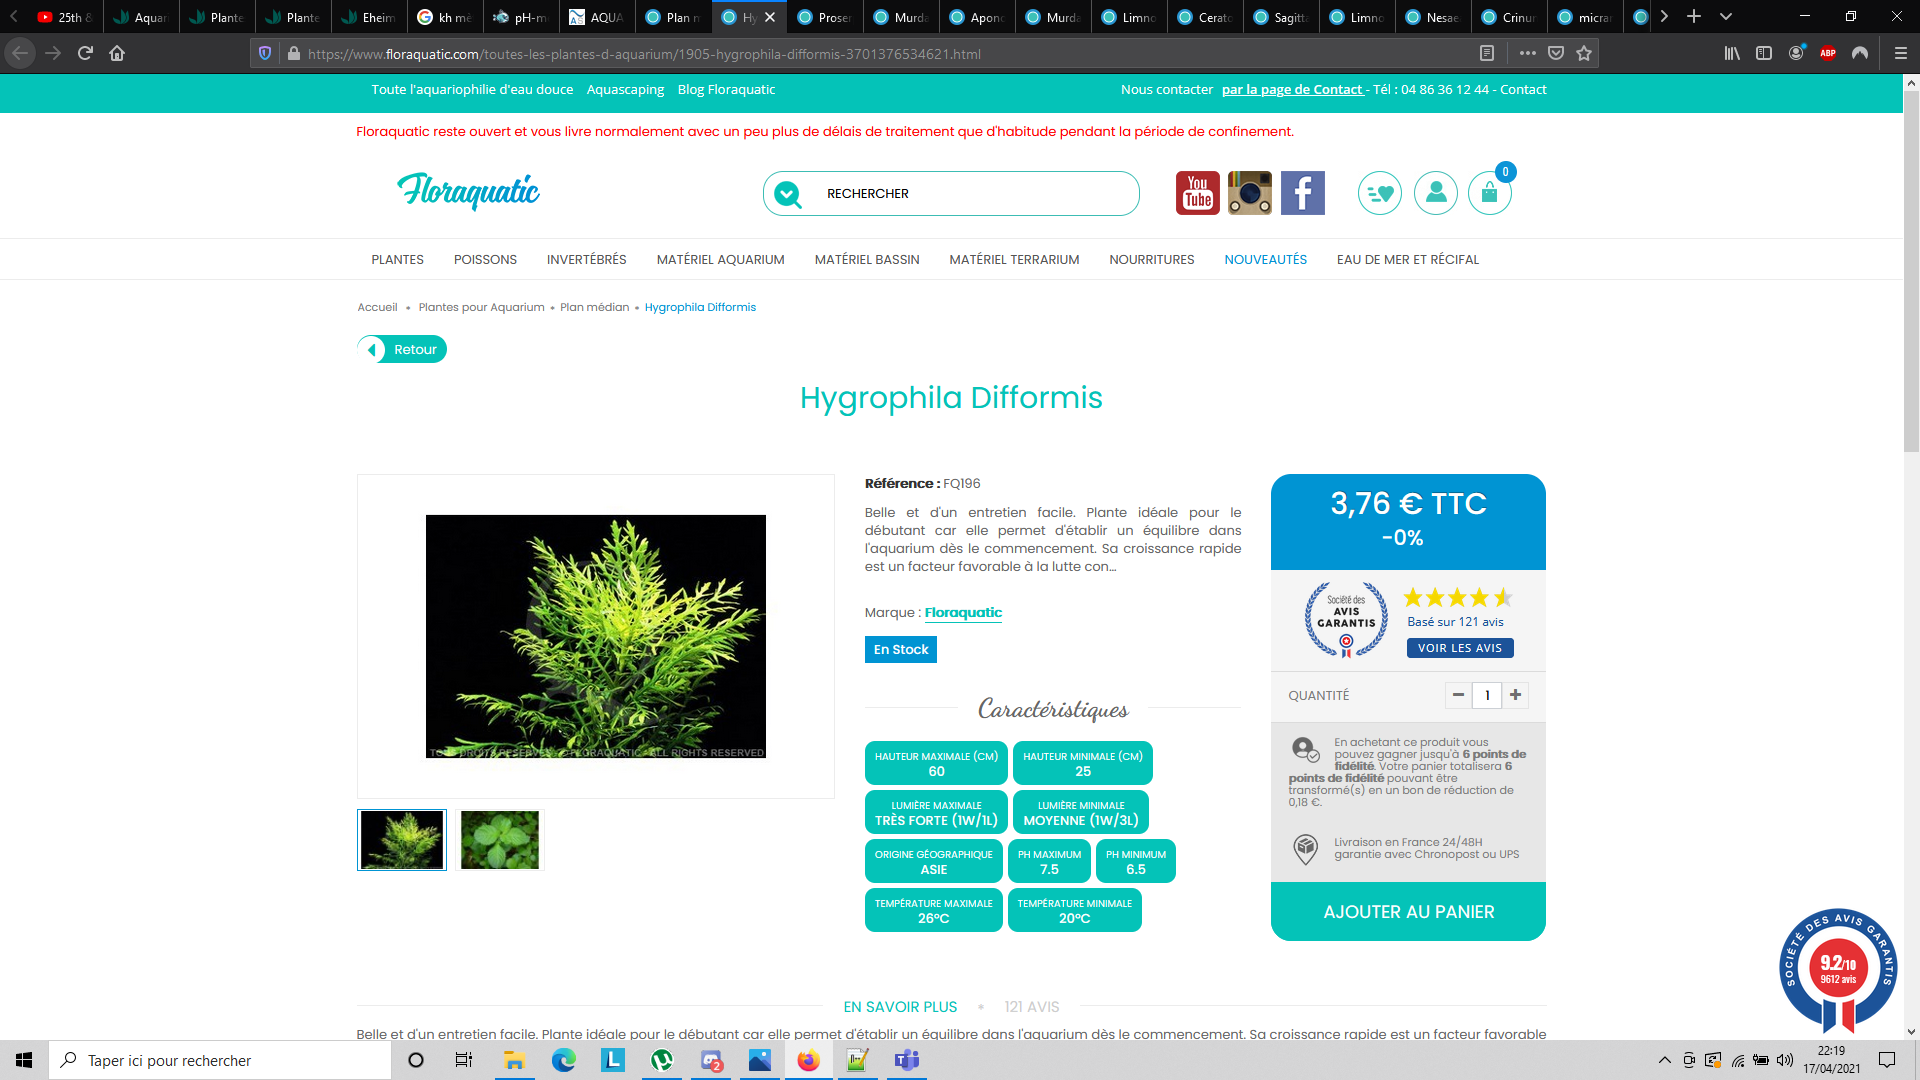 25th &
Aquar
Plante
Plante
Eheim
kh mè
pH-m
AQUA
Plan m
Hy
Proser
Murda
Apono
Murda
Limno
Cerato
Sagitta
Limno
Nesae
Crinum
micrar
https://www.floraquatic.com/toutes-les-plantes-d-aquarium/1905-hygrophila-difformis-3701376534621.html
ABP
Toute l'aquariophilie d'eau douce Aquascaping Blog Floraquatic
Nous contacter par la page de Contact - Tél : 04 86 36 12 44 - Contact
Floraquatic reste ouvert et vous livre normalement avec un peu plus de délais de traitement que d'habitude pendant la période de confinement.
Floraquatic
RECHERCHER
You Tube
0
PLANTES POISSONS INVERTÉBRÉS MATÉRIEL AQUARIUM MATÉRIEL BASSIN MATÉRIEL TERRARIUM NOURRITURES NOUVEAUTÉS EAU DE MER ET RÉCIFAL
Accueil • Plantes pour Aquarium • Plan médian • Hygrophila Difformis
Retour
Hygrophila Difformis
TOUS DROITS RESERVES - © FLORAQUATIC - ALL RIGHTS RESERVED
Référence : FQ196
Belle et d'un entretien facile. Plante idéale pour le
débutant car elle permet d'établir un équilibre dans
l'aquarium dès le commencement. Sa croissance rapide
est un facteur favorable à la lutte con...
Marque : Floraquatic
En Stock
Caractéristiques
HAUTEUR MAXIMALE (CM)
60
HAUTEUR MINIMALE (CM)
25
LUMIÈRE MAXIMALE
TRÈS FORTE (1W/1L)
LUMIÈRE MINIMALE
MOYENNE (1W/3L)
ORIGINE GÉOGRAPHIQUE
ASIE
PH MAXIMUM
7.5
PH MINIMUM
6.5
TEMPÉRATURE MAXIMALE
26°C
TEMPÉRATURE MINIMALE
20°C
3,76 € TTC
-0%
Société des
AVIS
GARANTIS
Basé sur 121 avis
VOIR LES AVIS
QUANTITÉ
1
En achetant ce produit vous
pouvez gagner jusqu'à 6 points de
fidélité. Votre panier totalisera 6
points de fidélité pouvant être
transformé(s) en un bon de réduction de
0,18 €.
Livraison en France 24/48H
garantie avec Chronopost ou UPS
AJOUTER AU PANIER
SOCIÉTÉ DES AVIS GARANTIS
9.2/10
9612 avis
EN SAVOIR PLUS • 121 AVIS
Belle et d'un entretien facile. Plante idéale pour le débutant car elle permet d'établir un équilibre dans l'aquarium dès le commencement. Sa croissance rapide est un facteur favorable
Taper ici pour rechercher
L
2
22:19
17/04/2021